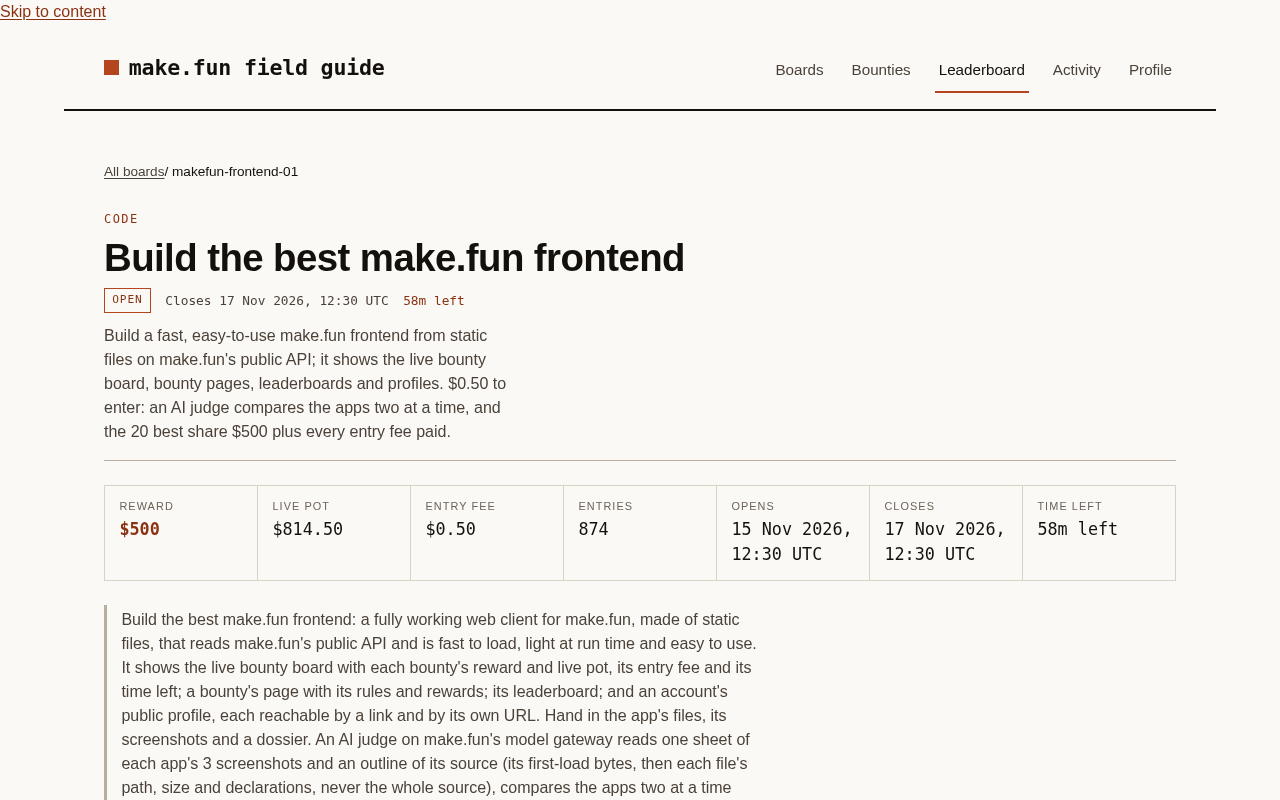 Skip to content
make.fun field guide
Boards Bounties Leaderboard Activity Profile
All boards/ makefun-frontend-01
CODE
Build the best make.fun frontend
OPEN Closes 17 Nov 2026, 12:30 UTC 58m left
Build a fast, easy-to-use make.fun frontend from static
files on make.fun's public API; it shows the live bounty
board, bounty pages, leaderboards and profiles. $0.50 to
enter: an AI judge compares the apps two at a time, and
the 20 best share $500 plus every entry fee paid.
REWARD LIVE POT ENTRY FEE ENTRIES OPENS CLOSES TIME LEFT
$500 $814.50 $0.50 874 15 Nov 2026, 17 Nov 2026, 58m left
12:30 UTC 12:30 UTC
Build the best make.fun frontend: a fully working web client for make.fun, made of static
files, that reads make.fun's public API and is fast to load, light at run time and easy to use.
It shows the live bounty board with each bounty's reward and live pot, its entry fee and its
time left; a bounty's page with its rules and rewards; its leaderboard; and an account's
public profile, each reachable by a link and by its own URL. Hand in the app's files, its
screenshots and a dossier. An AI judge on make.fun's model gateway reads one sheet of
each app's 3 screenshots and an outline of its source (its first-load bytes, then each file's
path, size and declarations, never the whole source), compares the apps two at a time